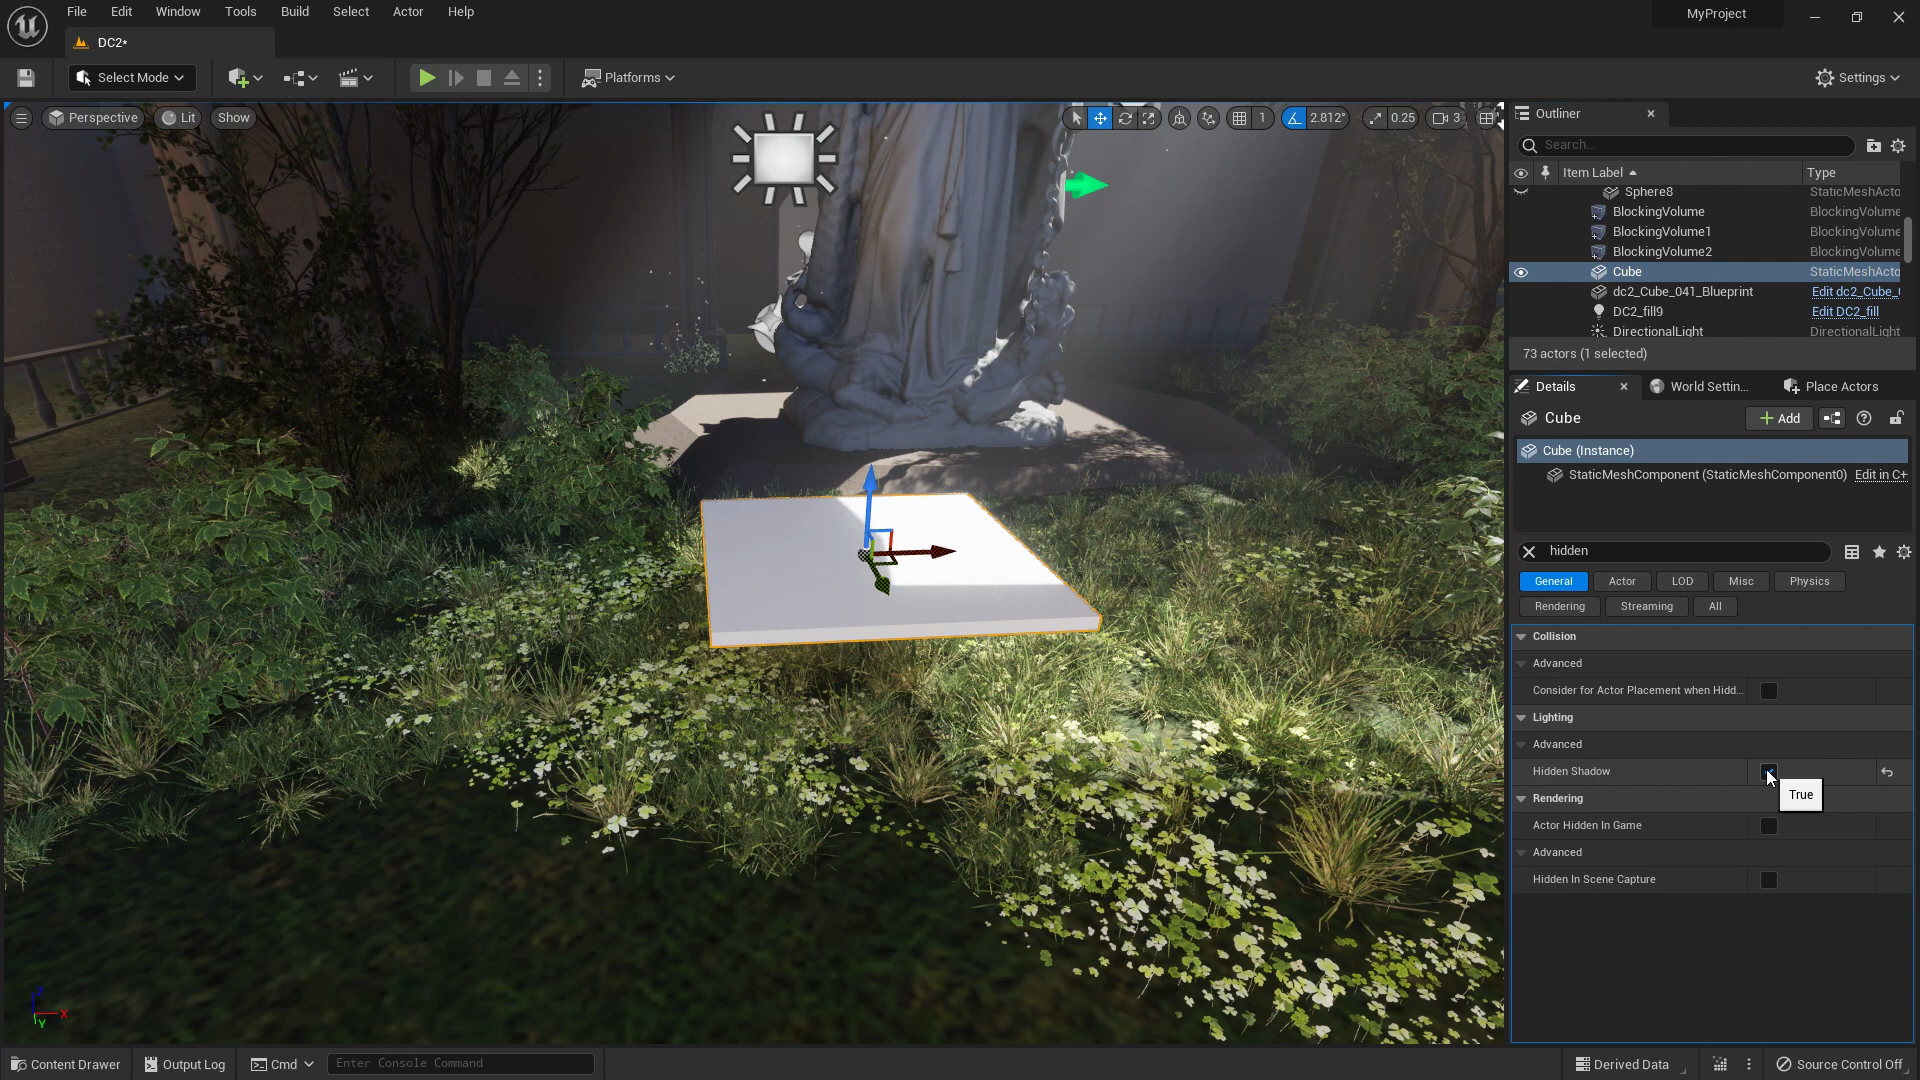 File Edit Window Tools Build Select Actor Help
MyProject
DC2*
Select Mode
Platforms
Settings
Perspective
Lit
Show
1
2.812°
0.25
3
Outliner
Search...
Item Label
Type
Sphere8 StaticMeshActo
BlockingVolume BlockingVolume
BlockingVolume1 BlockingVolume
BlockingVolume2 BlockingVolume
Cube StaticMeshActo
dc2_Cube_041_Blueprint Edit dc2_Cube_
DC2_fill9 Edit DC2_fill
DirectionalLight DirectionalLight
73 actors (1 selected)
Details
World Settin...
Place Actors
Cube
Add
Cube (Instance)
StaticMeshComponent (StaticMeshComponent0) Edit in C+
hidden
General Actor LOD Misc Physics
Rendering Streaming All
Collision
Advanced
Consider for Actor Placement when Hidd...
Lighting
Advanced
Hidden Shadow
True
Rendering
Actor Hidden In Game
Advanced
Hidden In Scene Capture
Z
X
Y
Content Drawer
Output Log
Cmd
Enter Console Command
Derived Data
Source Control Off